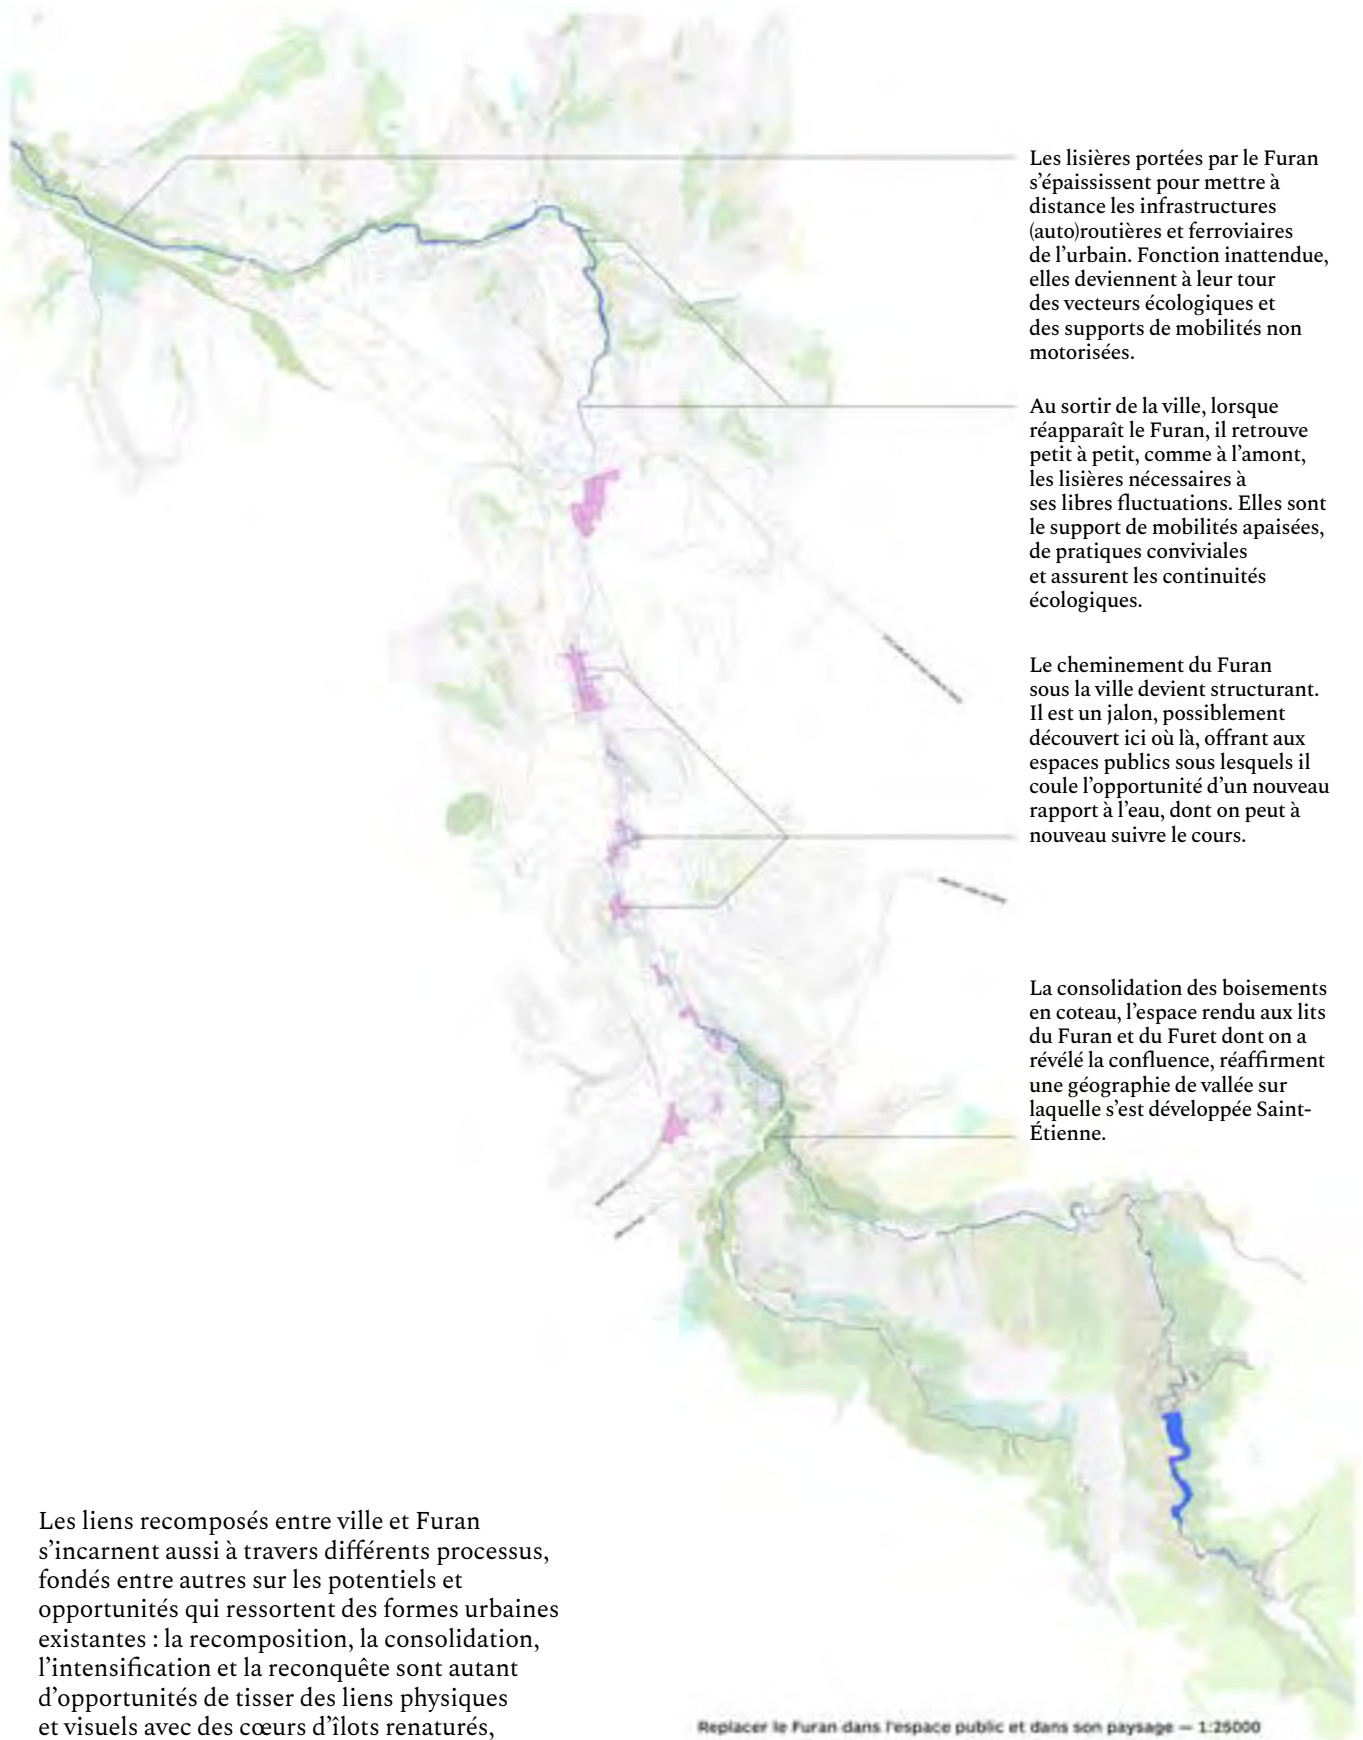 Les lisières portées par le Furan
s’épaississent pour mettre à
distance les infrastructures
(auto)routières et ferroviaires
de l’urbain. Fonction inattendue,
elles deviennent à leur tour
des vecteurs écologiques et
des supports de mobilités non
motorisées.
Au sortir de la ville, lorsque
réapparaît le Furan, il retrouve
petit à petit, comme à l’amont,
les lisières nécessaires à
ses libres fluctuations. Elles sont
le support de mobilités apaisées,
de pratiques conviviales
et assurent les continuités
écologiques.
Le cheminement du Furan
sous la ville devient structurant.
Il est un jalon, possiblement
découvert ici où là, offrant aux
espaces publics sous lesquels il
coule l’opportunité d’un nouveau
rapport à l’eau, dont on peut à
nouveau suivre le cours.
La consolidation des boisements
en coteau, l’espace rendu aux lits
du Furan et du Furet dont on a
révélé la confluence, réaffirment
une géographie de vallée sur
laquelle s’est développée Saint-
Étienne.
Les liens recomposés entre ville et Furan
s’incarnent aussi à travers différents processus,
fondés entre autres sur les potentiels et
opportunités qui ressortent des formes urbaines
existantes : la recomposition, la consolidation,
l’intensification et la reconquête sont autant
d’opportunités de tisser des liens physiques
et visuels avec des cœurs d’îlots renaturés,
Replacer le Furan dans l'espace public et dans son paysage — 1:25000